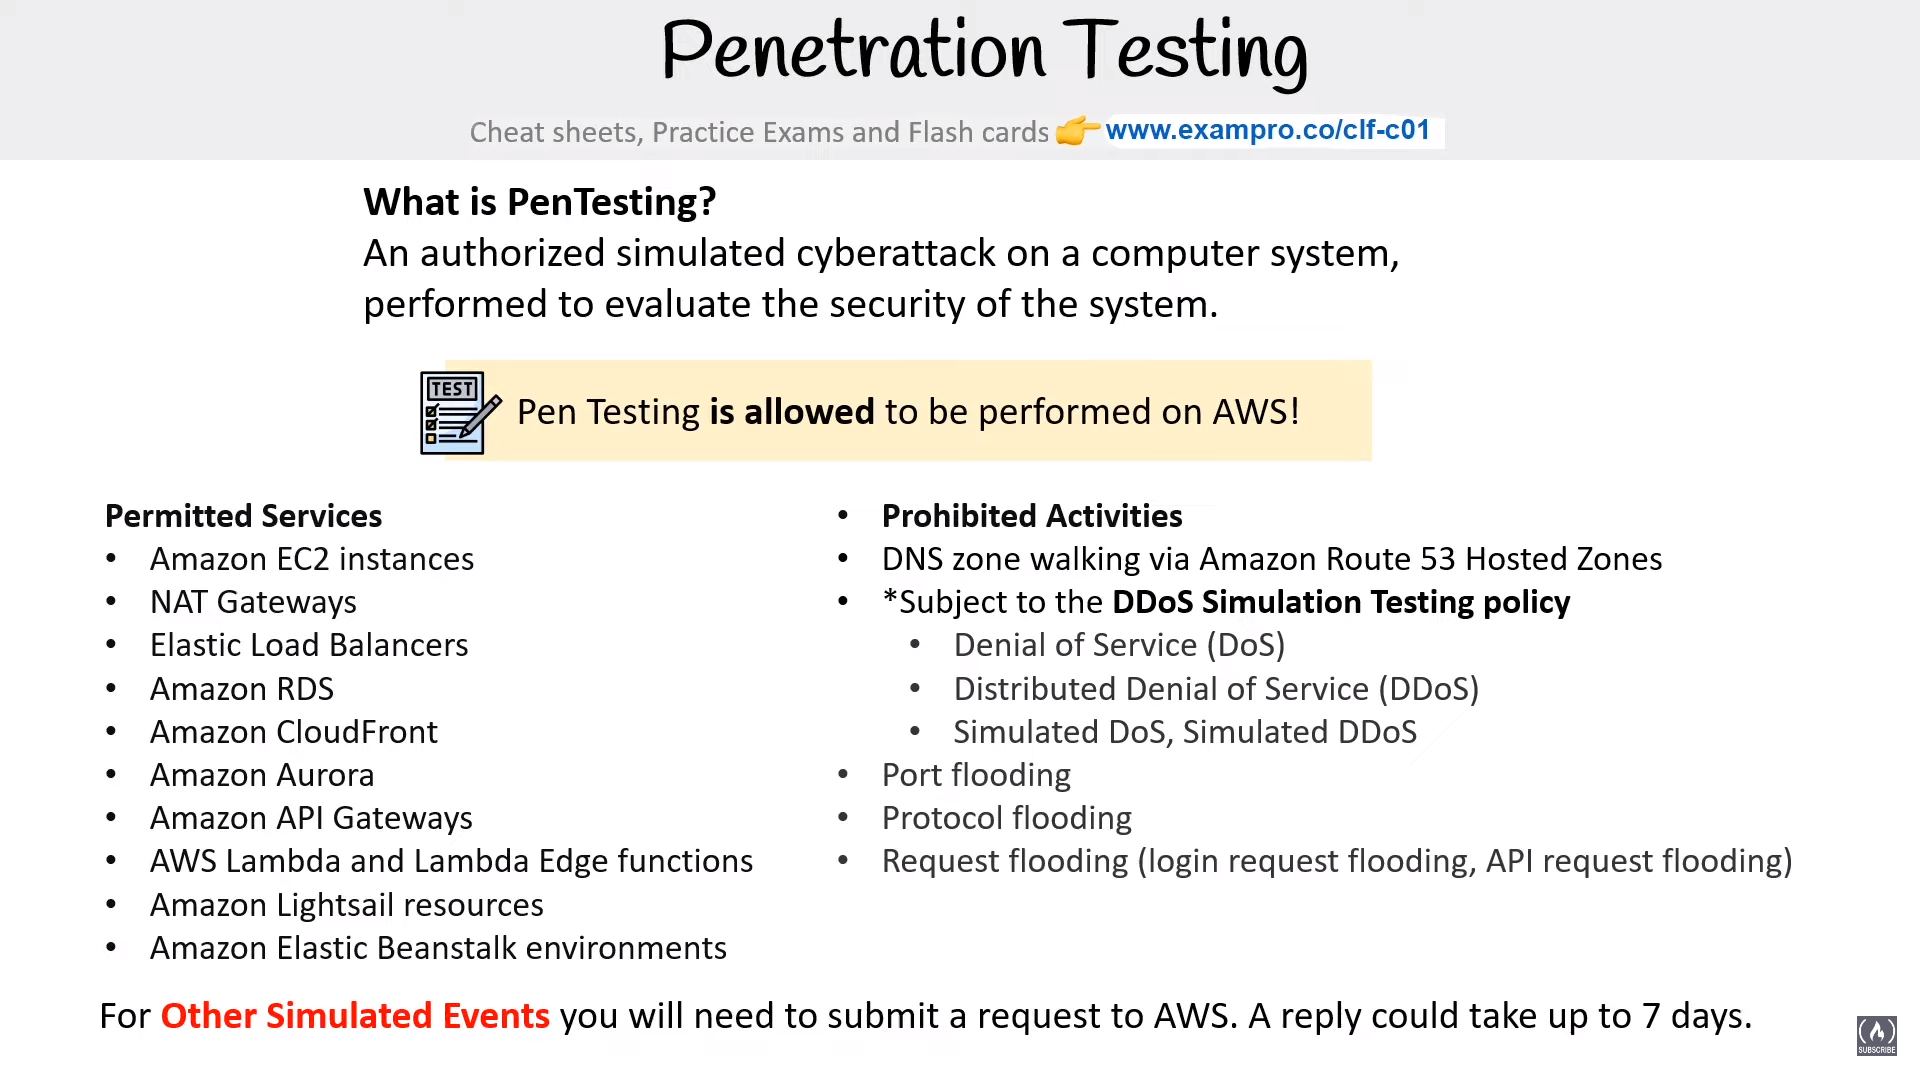 Penetration Testing
Cheat sheets, Practice Exams and Flash cards 👉 www.exampro.co/clf-c01
What is PenTesting?
An authorized simulated cyberattack on a computer system,
performed to evaluate the security of the system.
TEST
Pen Testing is allowed to be performed on AWS!
Permitted Services
• Amazon EC2 instances
• NAT Gateways
• Elastic Load Balancers
• Amazon RDS
• Amazon CloudFront
• Amazon Aurora
• Amazon API Gateways
• AWS Lambda and Lambda Edge functions
• Amazon Lightsail resources
• Amazon Elastic Beanstalk environments
• Prohibited Activities
• DNS zone walking via Amazon Route 53 Hosted Zones
• *Subject to the DDoS Simulation Testing policy
• Denial of Service (DoS)
• Distributed Denial of Service (DDoS)
• Simulated DoS, Simulated DDoS
• Port flooding
• Protocol flooding
• Request flooding (login request flooding, API request flooding)
For Other Simulated Events you will need to submit a request to AWS. A reply could take up to 7 days.
SUBSCRIBE